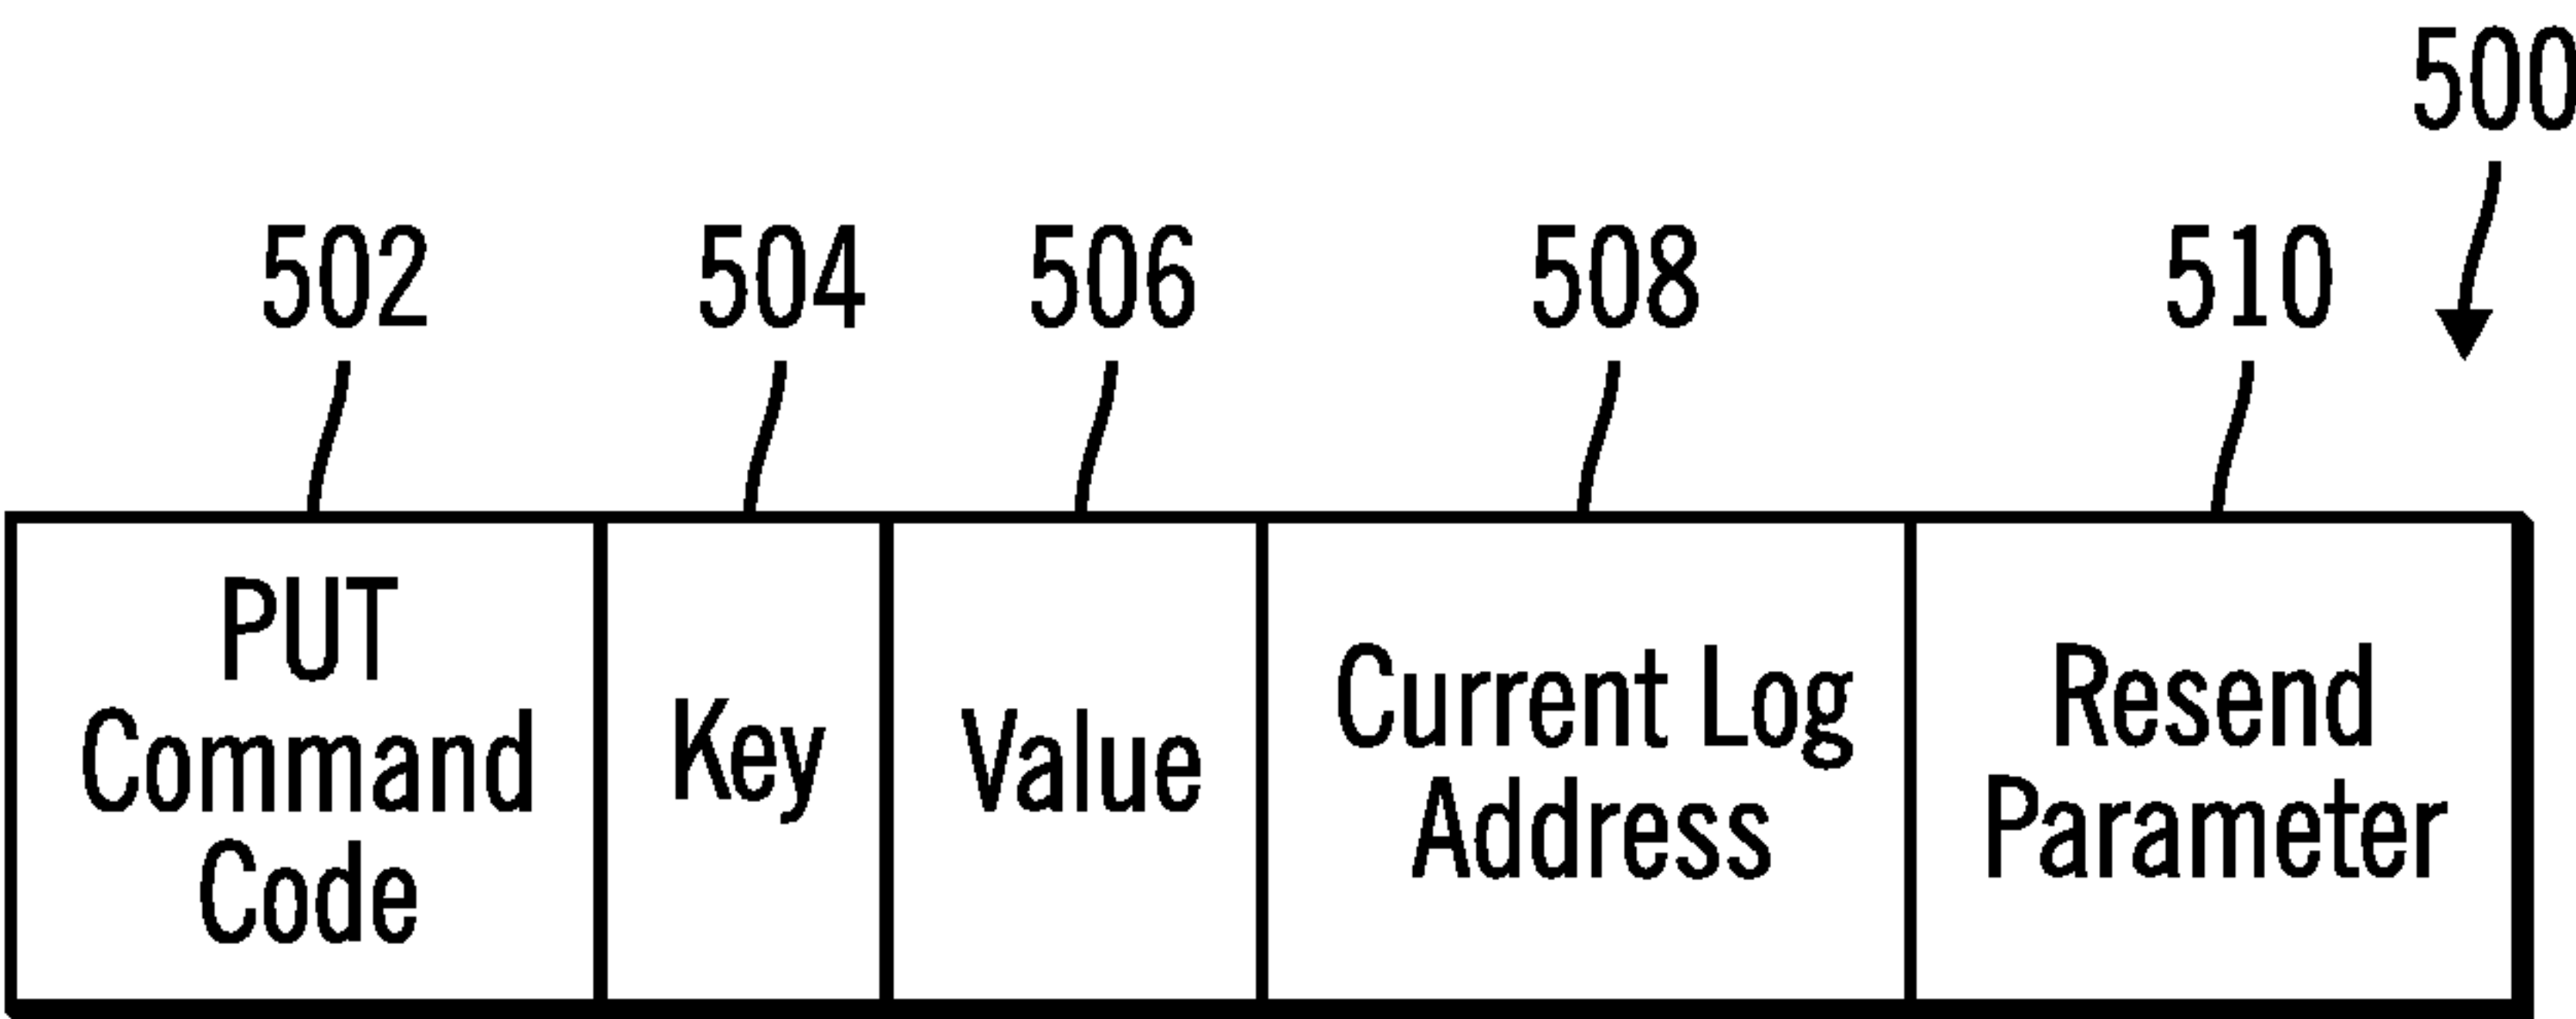 500
502 504 506 508 510
PUT
Command
Code
Key
Value
Current Log
Address
Resend
Parameter